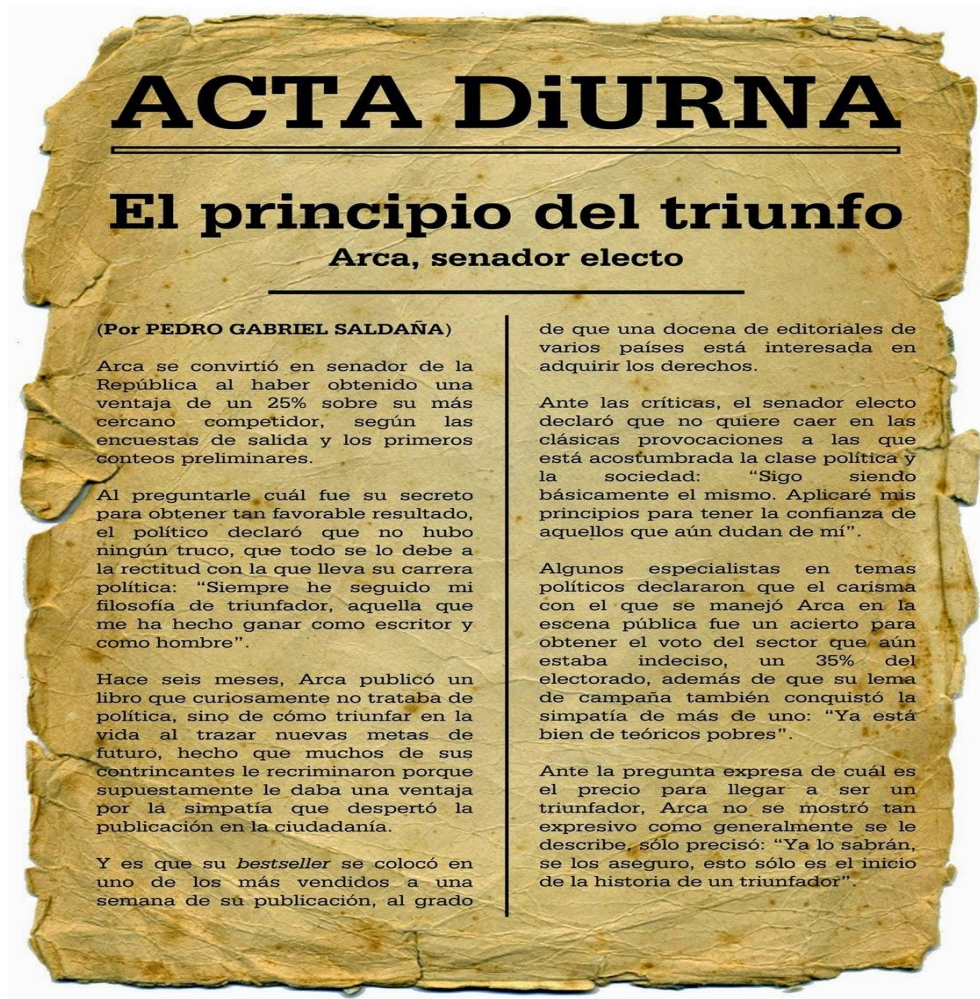 ACTA DiURNA
El principio del triunfo
Arca, senador electo
(Por PEDRO GABRIEL SALDAÑA)
Arca se convirtió en senador de la
República al haber obtenido una
ventaja de un 25% sobre su más
cercano competidor, según las
encuestas de salida y los primeros
conteos preliminares.
Al preguntarle cuál fue su secreto
para obtener tan favorable resultado,
el político declaró que no hubo
ningún truco, que todo se lo debe a
la rectitud con la que lleva su carrera
política: “Siempre he seguido mi
filosofía de triunfador, aquella que
me ha hecho ganar como escritor y
como hombre”.
Hace seis meses, Arca publicó un
libro que curiosamente no trataba de
política, sino de cómo triunfar en la
vida al trazar nuevas metas de
futuro, hecho que muchos de sus
contrincantes le recriminaron porque
supuestamente le daba una ventaja
por la simpatía que despertó la
publicación en la ciudadanía.
Y es que su bestseller se colocó en
uno de los más vendidos a una
semana de su publicación, al grado
de que una docena de editoriales de
varios países está interesada en
adquirir los derechos.
Ante las críticas, el senador electo
declaró que no quiere caer en las
clásicas provocaciones a las que
está acostumbrada la clase política y
la sociedad: “Sigo siendo
básicamente el mismo. Aplicaré mis
principios para tener la confianza de
aquellos que aún dudan de mí”.
Algunos especialistas en temas
políticos declararon que el carisma
con el que se manejó Arca en la
escena pública fue un acierto para
obtener el voto del sector que aún
estaba indeciso, un 35% del
electorado, además de que su lema
de campaña también conquistó la
simpatía de más de uno: “Ya está
bien de teóricos pobres”.
Ante la pregunta expresa de cuál es
el precio para llegar a ser un
triunfador, Arca no se mostró tan
expresivo como generalmente se le
describe, sólo precisó: “Ya lo sabrán,
se los aseguro, esto sólo es el inicio
de la historia de un triunfador”.